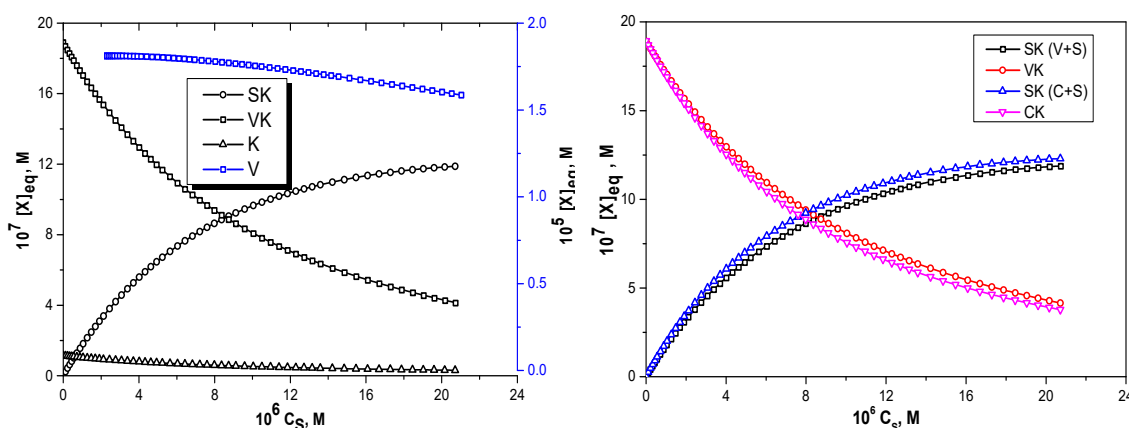 20
16
12
8
4
0
10^7 [X]eq, M
SK
VK
K
V
2.0
1.5
1.0
0.5
0.0
10^5 [X]eq, M
0 4 8 12 16 20 24
10^6 C_S, M
20
15
10
5
0
10^7 [X]eq, M
SK (V+S)
VK
SK (C+S)
CK
0 4 8 12 16 20 24
10^6 C_s, M